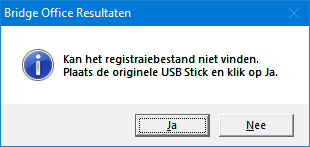 Bridge Office Resultaten
Kan het registraiebestand niet vinden.
Plaats de originele USB Stick en klik op Ja.
Ja
Nee